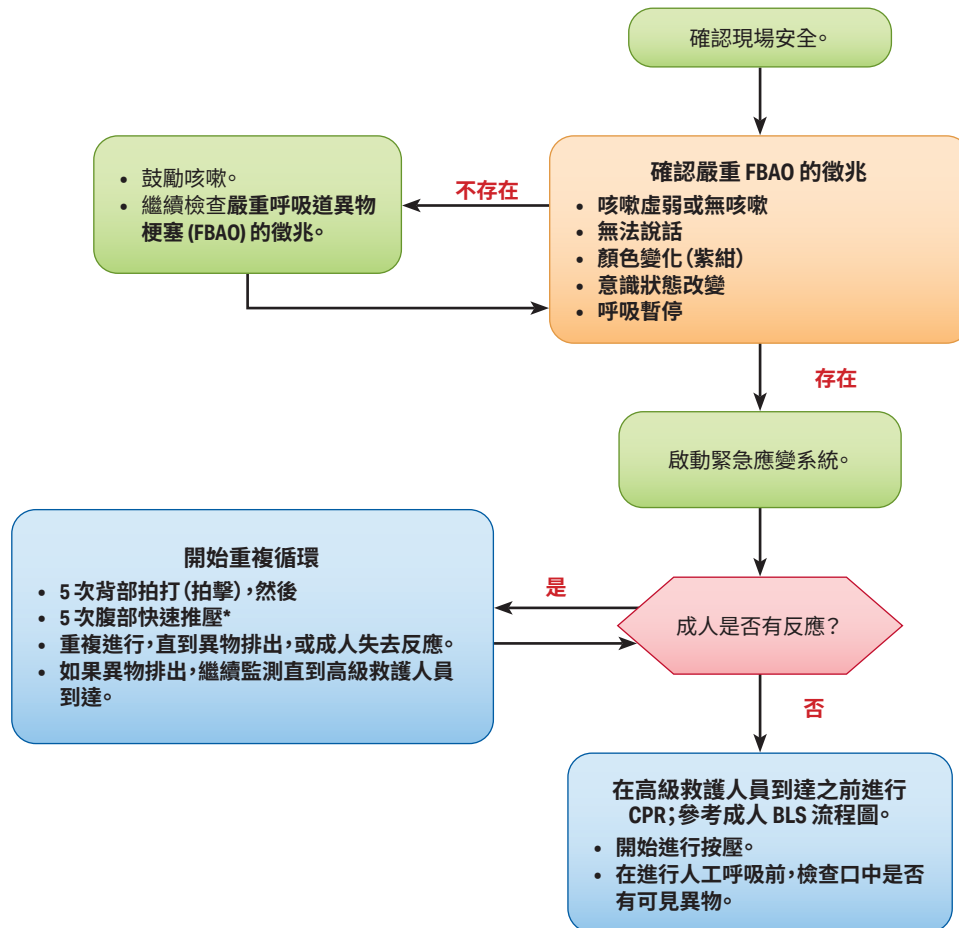 確認現場安全。
確認嚴重 FBAO 的徵兆
• 咳嗽虛弱或無咳嗽
• 無法說話
• 顏色變化（紫紺）
• 意識狀態改變
• 呼吸暫停
不存在
• 鼓勵咳嗽。
• 繼續檢查嚴重呼吸道異物
梗塞 (FBAO) 的徵兆。
存在
啟動緊急應變系統。
成人是否有反應？
是
開始重複循環
• 5 次背部拍打（拍擊），然後
• 5 次腹部快速推壓*
• 重複進行，直到異物排出，或成人失去反應。
• 如果異物排出，繼續監測直到高級救護人員
到達。
否
在高級救護人員到達之前進行
CPR；參考成人 BLS 流程圖。
• 開始進行按壓。
• 在進行人工呼吸前，檢查口中是否
有可見異物。